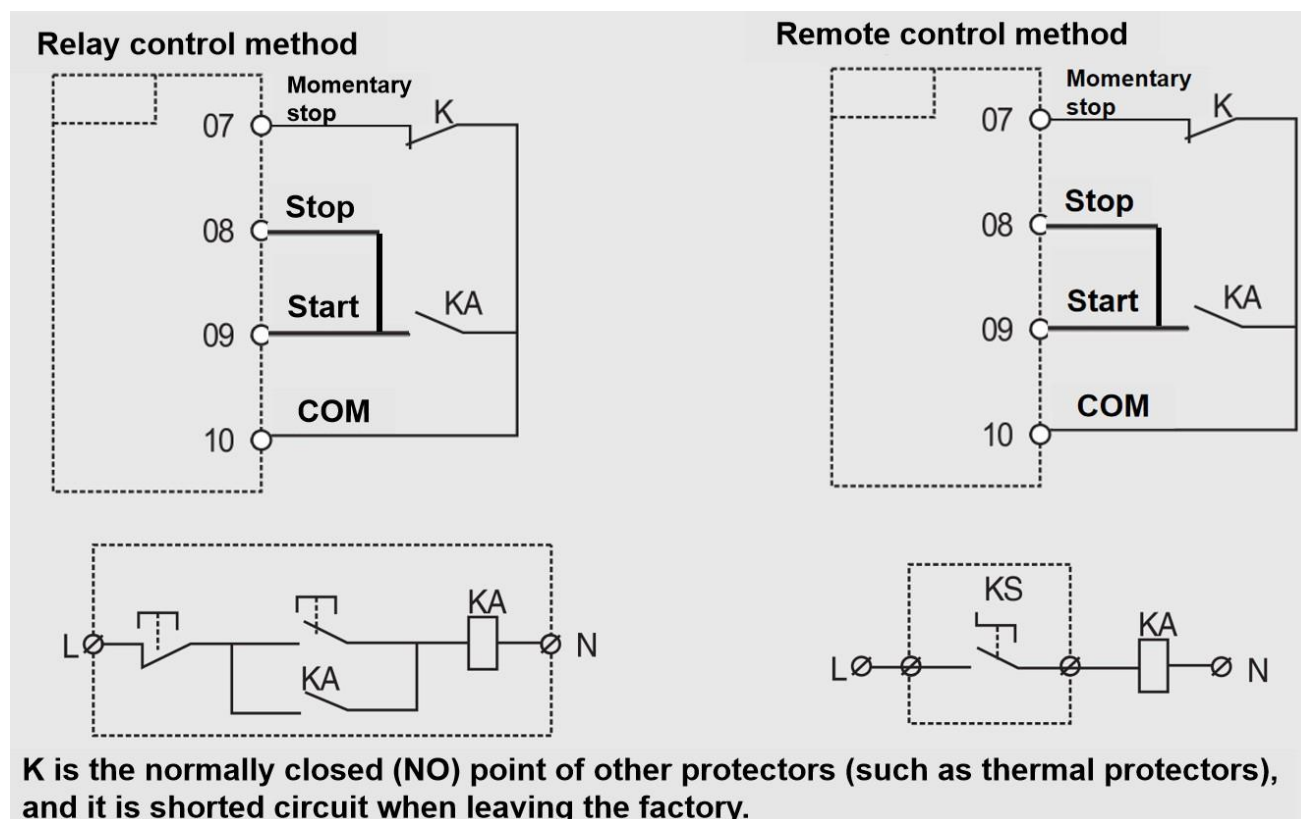 Relay control method
Momentary
stop
K
07
Stop
08
Start
KA
09
COM
10
L
KA
KA
N
Remote control method
Momentary
stop
K
07
Stop
08
Start
KA
09
COM
10
KS
L
KA
N
K is the normally closed (NO) point of other protectors (such as thermal protectors),
and it is shorted circuit when leaving the factory.